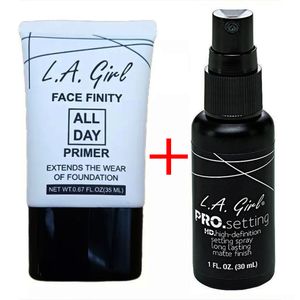 L.A. Girl
FACE FINITY
ALL
DAY
PRIMER
EXTENDS THE WEAR
OF FOUNDATION
NET WT.0.67 FL.OZ(35 ML)
+
L.A. Girl
PRO.setting
HD.high-definition
setting spray
long lasting
matte finish
1 FL. OZ. (30 mL)